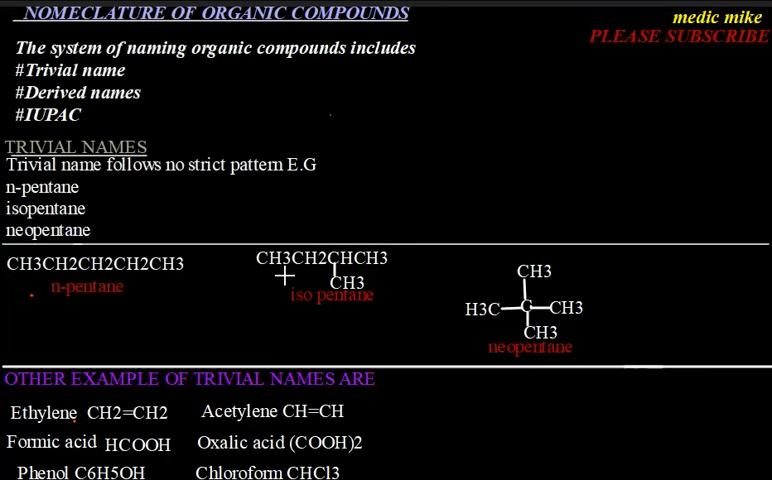 NOMECLATURE OF ORGANIC COMPOUNDS
medic mike
PLEASE SUBSCRIBE
The system of naming organic compounds includes
#Trivial name
#Derived names
#IUPAC
TRIVIAL NAMES
Trivial name follows no strict pattern E.G
n-pentane
isopentane
neopentane
CH3CH2CH2CH2CH3
n-pentane
CH3CH2CHCH3
CH3
iso pentane
CH3
H3C C CH3
CH3
neopentane
OTHER EXAMPLE OF TRIVIAL NAMES ARE
Ethylene CH2=CH2 Acetylene CH=CH
Formic acid HCOOH Oxalic acid (COOH)2
Phenol C6H5OH Chloroform CHCl3